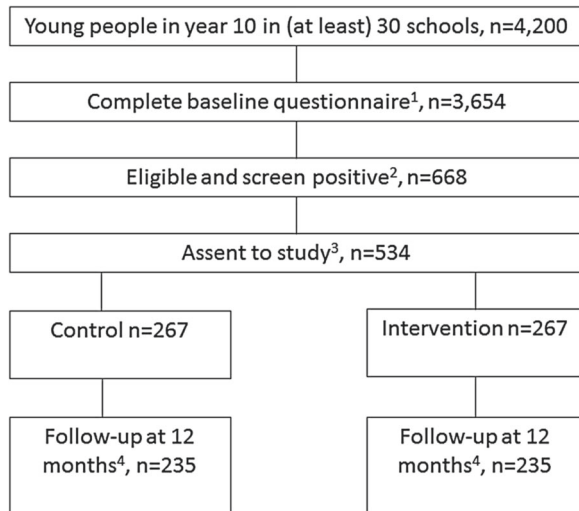 Young people in year 10 in (at least) 30 schools, n=4,200
Complete baseline questionnaire¹, n=3,654
Eligible and screen positive², n=668
Assent to study³, n=534
Control n=267
Intervention n=267
Follow-up at 12
months⁴, n=235
Follow-up at 12
months⁴, n=235